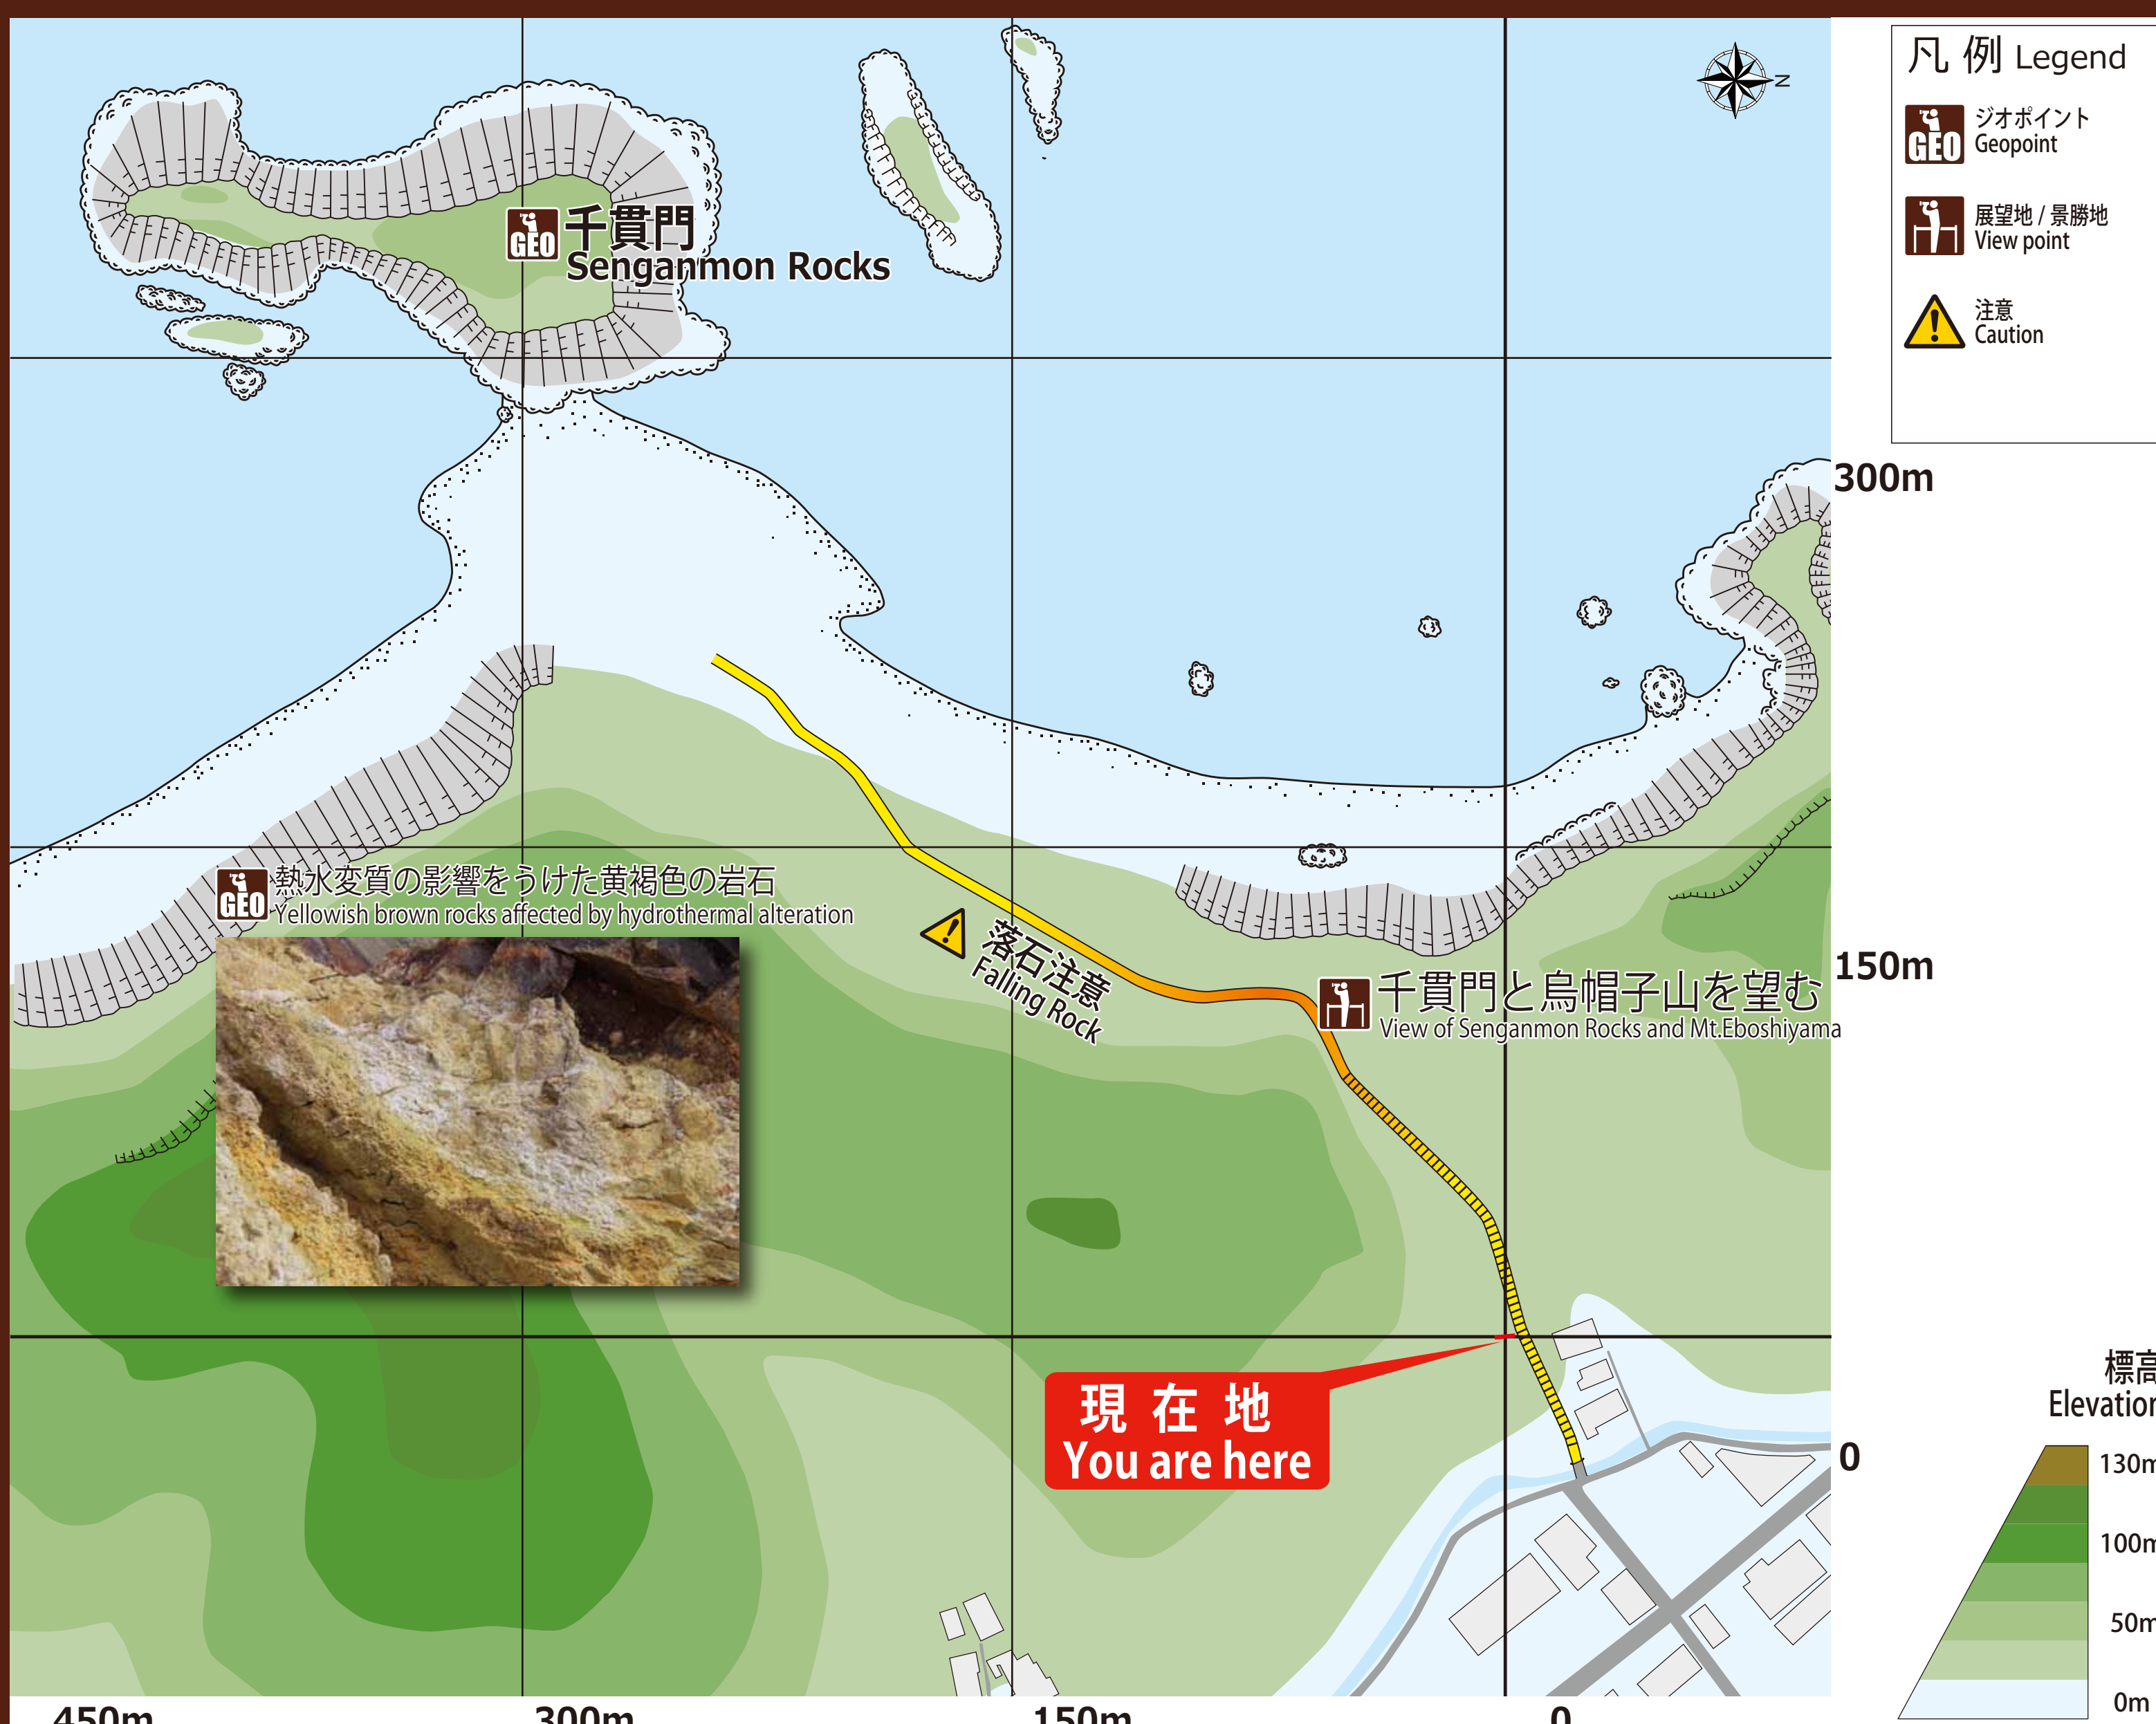 凡 例 Legend
GEO
ジオポイント
Geopoint
展望地 / 景勝地
View point
注意
Caution
N
GEO
千貫門
Senganmon Rocks
300m
GEO
熱水変質の影響をうけた黄褐色の岩石
Yellowish brown rocks affected by hydrothermal alteration
落石注意
Falling Rock
千貫門と烏帽子山を望む
View of Senganmon Rocks and Mt.Eboshiyama
150m
現在地
You are here
0
標高
Elevation
130m
100m
50m
0m
450m
300m
150m
0